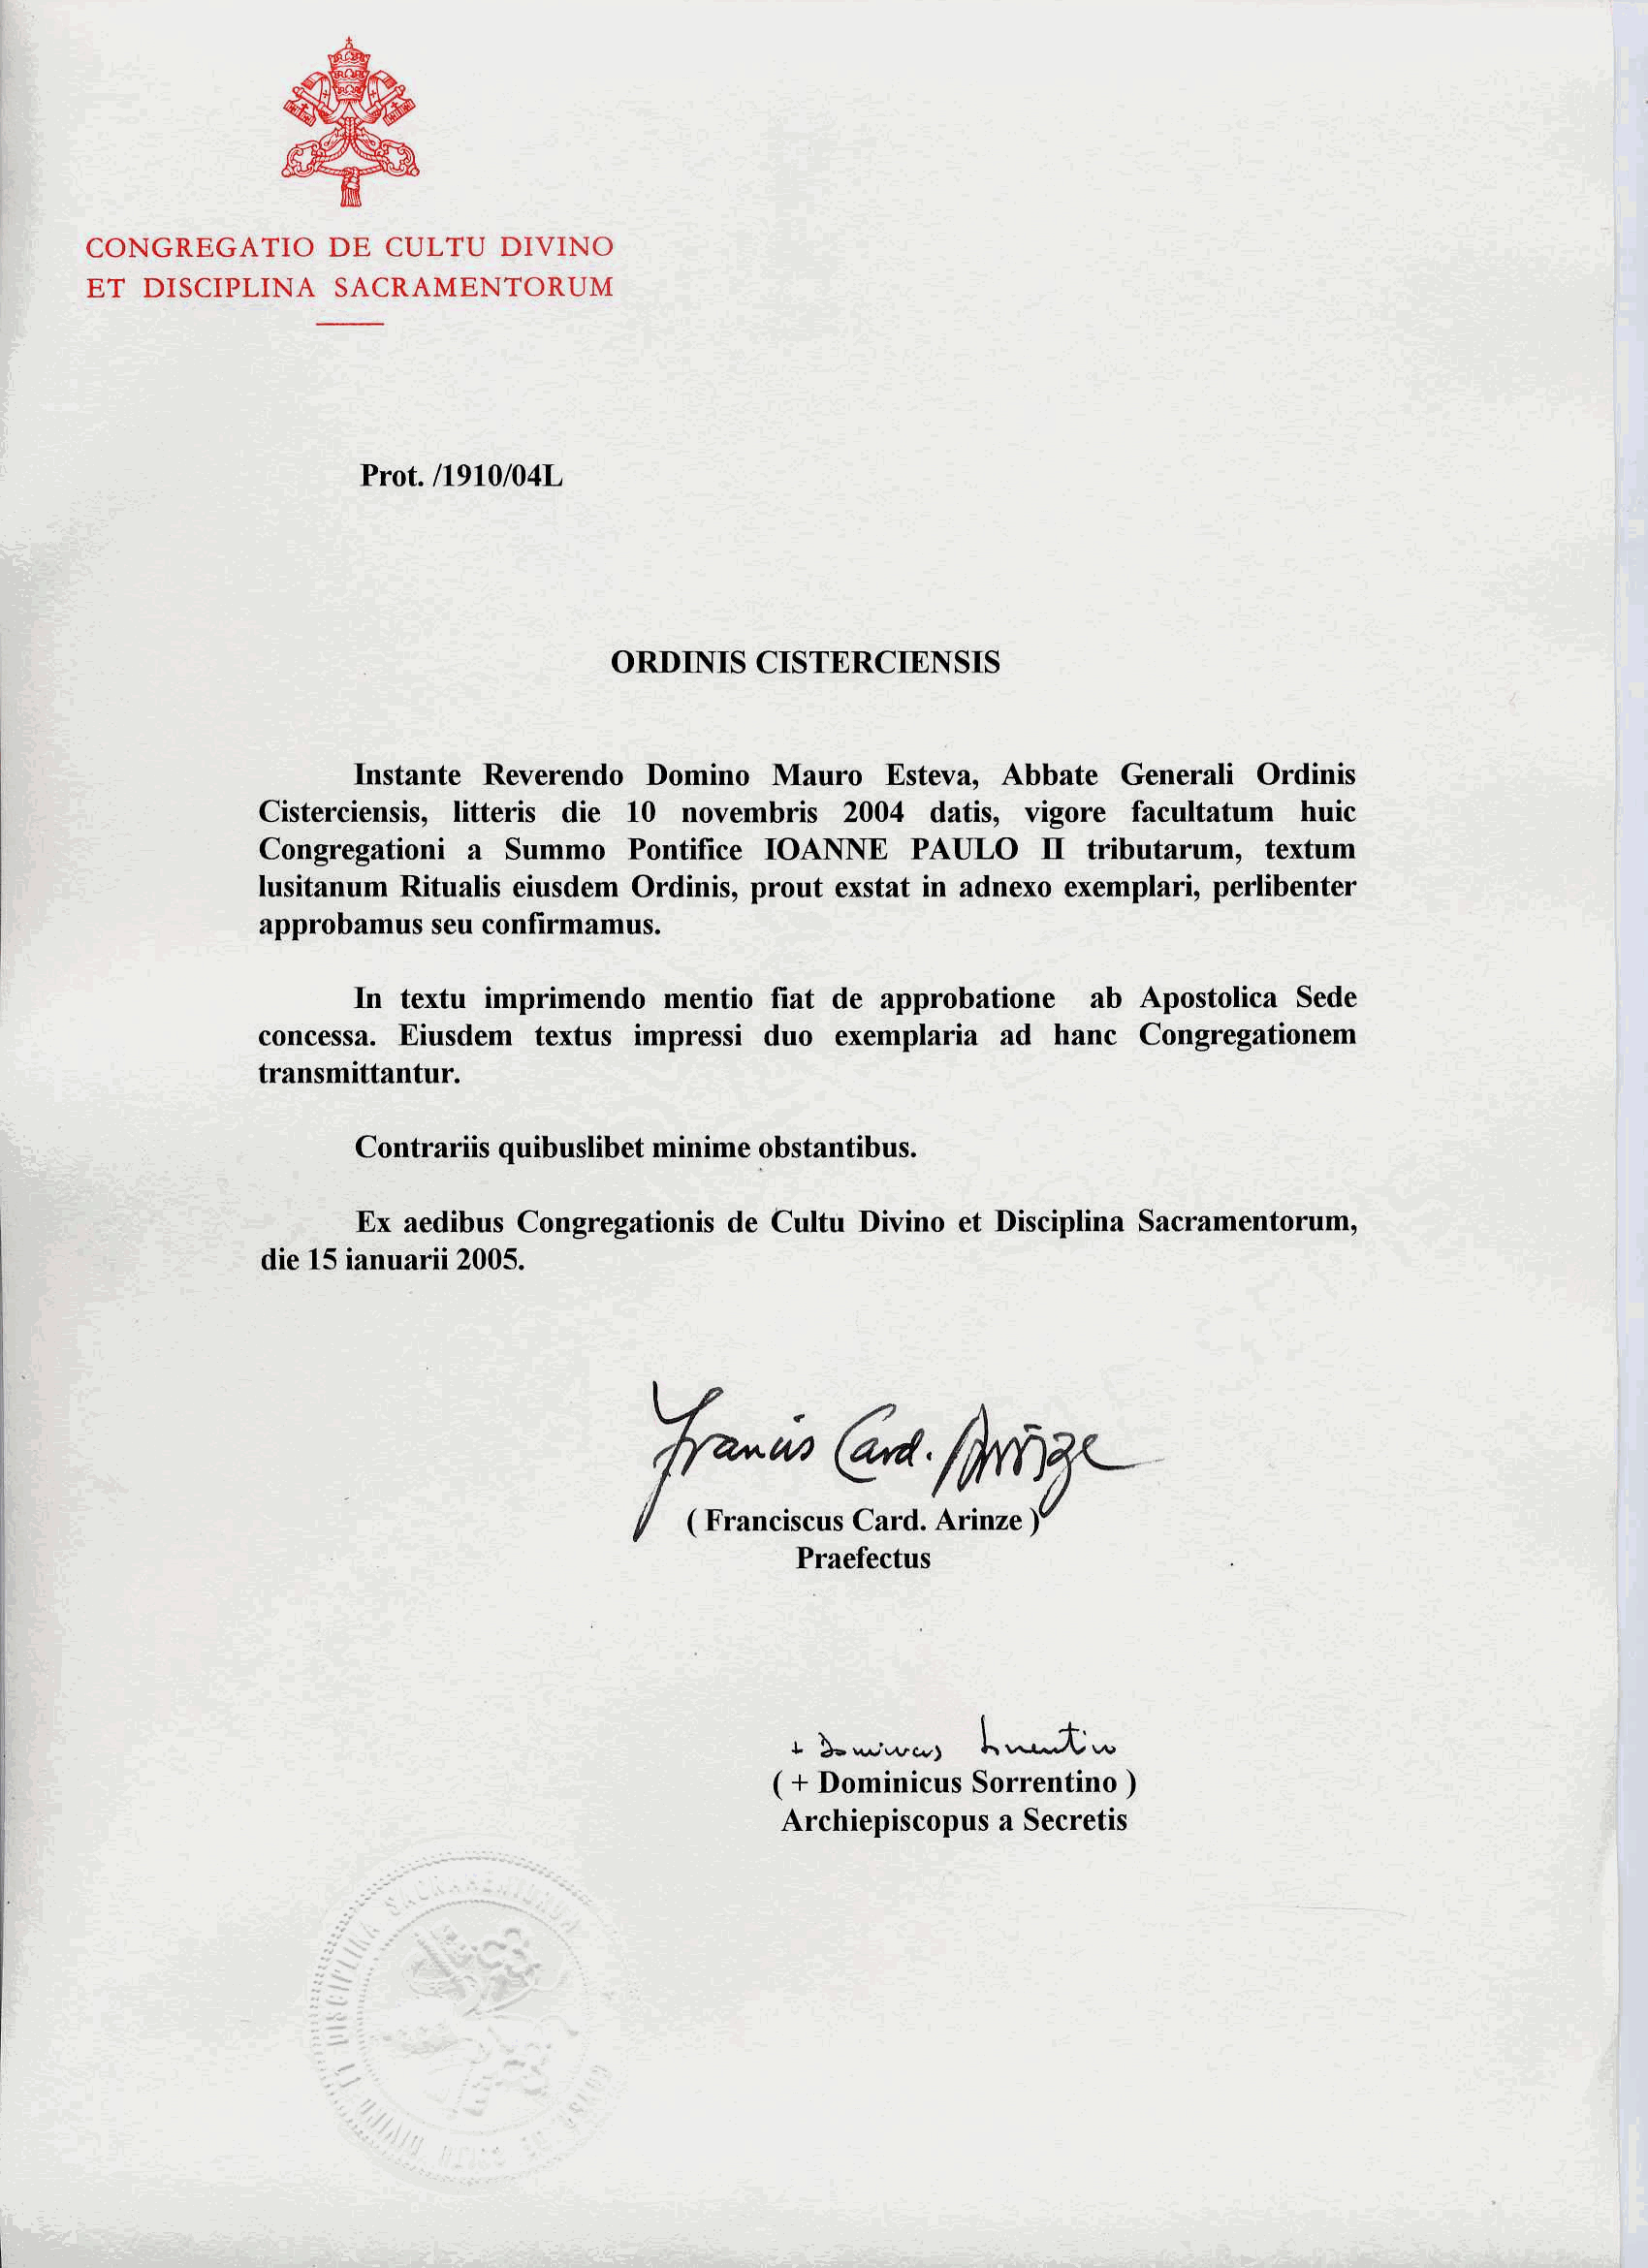 CONGREGATIO DE CULTU DIVINO
ET DISCIPLINA SACRAMENTORUM
Prot. /1910/04L
ORDINIS CISTERCIENSIS
Instante Reverendo Domino Mauro Esteva, Abbate Generali Ordinis
Cisterciensis, litteris die 10 novembris 2004 datis, vigore facultatum huic
Congregationi a Summo Pontifice IOANNE PAULO II tributarum, textum
lusitanum Ritualis eiusdem Ordinis, prout exstat in adnexo exemplari, perlibenter
approbamus seu confirmamus.
In textu imprimendo mentio fiat de approbatione ab Apostolica Sede
concessa. Eiusdem textus impressi duo exemplaria ad hanc Congregationem
transmittantur.
Contrariis quibuslibet minime obstantibus.
Ex aedibus Congregationis de Cultu Divino et Disciplina Sacramentorum,
die 15 ianuarii 2005.
Francis Card. Arinze
( Franciscus Card. Arinze )
Praefectus
( + Dominicus Sorrentino )
Archiepiscopus a Secretis
DISCIPLINA SACRAMENTORUM